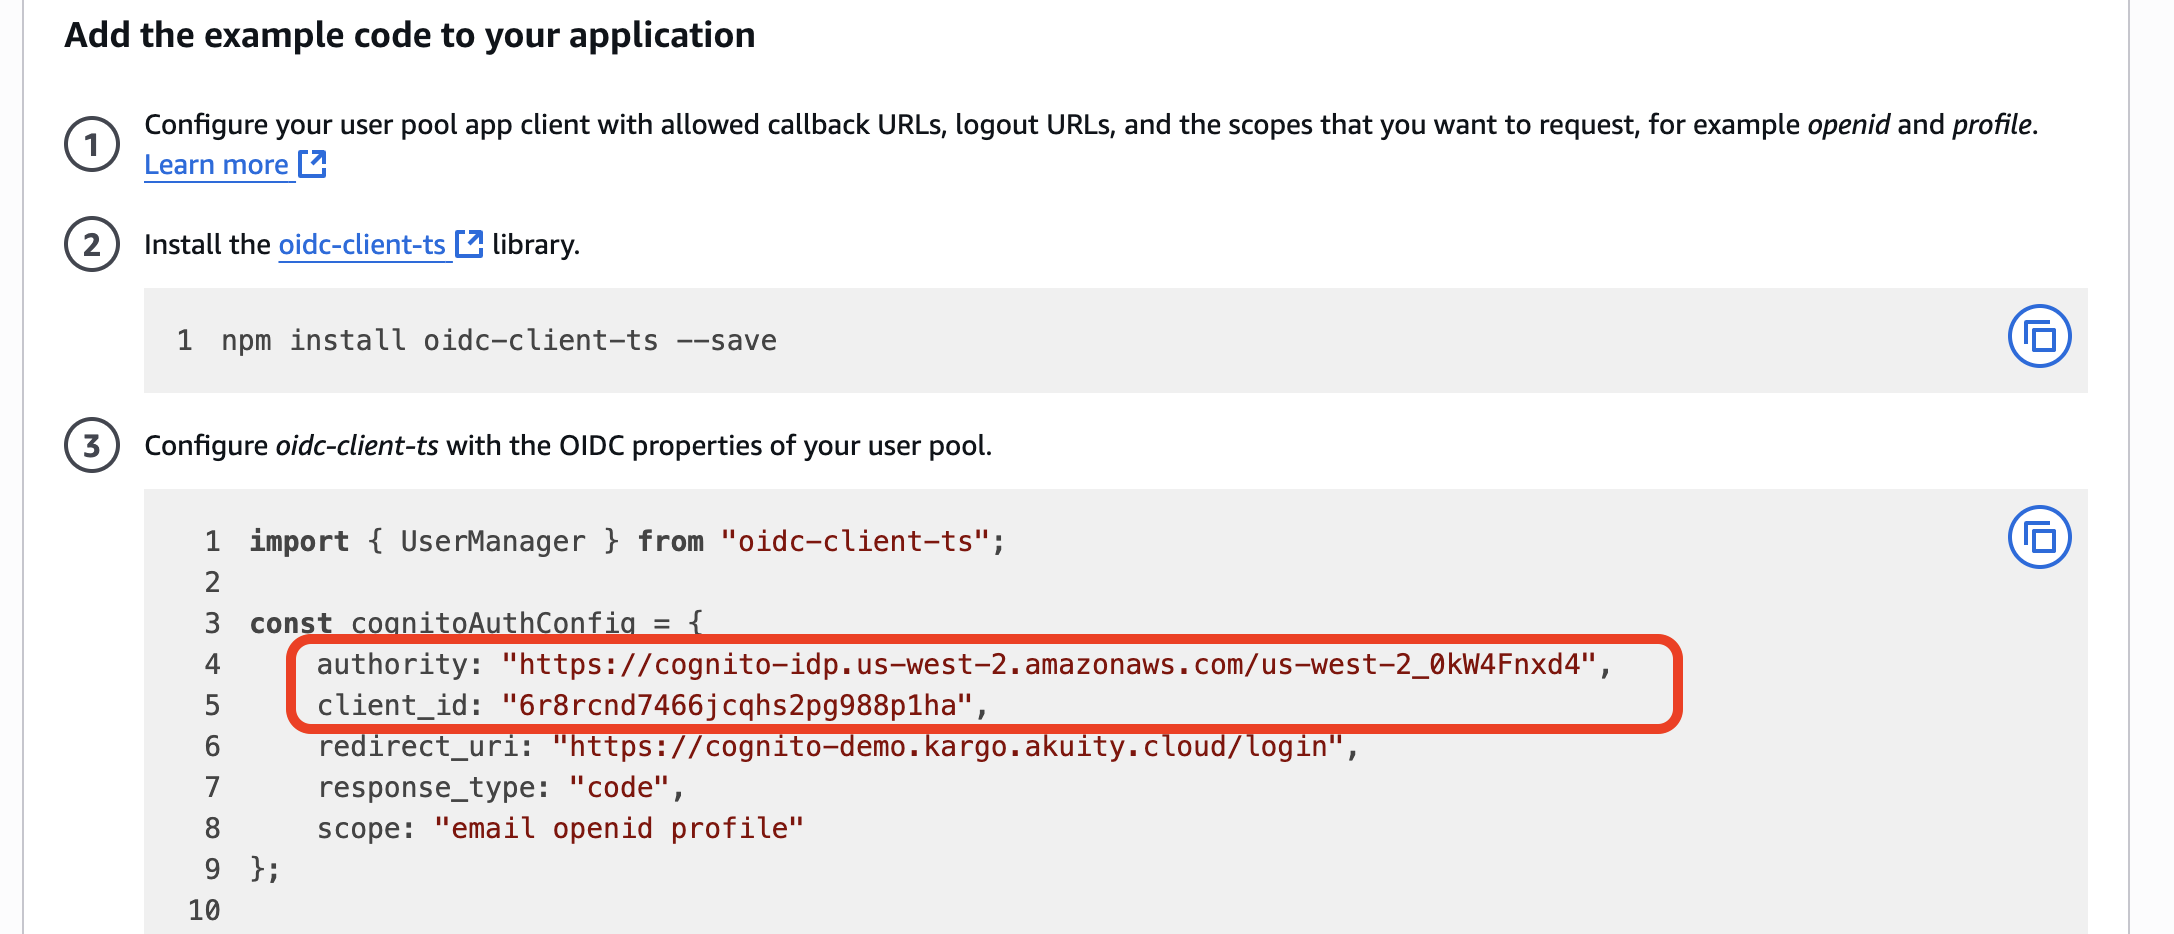 Add the example code to your application
1
Configure your user pool app client with allowed callback URLs, logout URLs, and the scopes that you want to request, for example openid and profile.
Learn more
2
Install the oidc-client-ts library.
1 npm install oidc-client-ts --save
3
Configure oidc-client-ts with the OIDC properties of your user pool.
1 import { UserManager } from "oidc-client-ts";
2
3 const cognitoAuthConfig = {
4 authority: "https://cognito-idp.us-west-2.amazonaws.com/us-west-2_0kW4Fnxd4",
5 client_id: "6r8rcnd7466jcqhs2pg988p1ha",
6 redirect_uri: "https://cognito-demo.kargo.akuity.cloud/login",
7 response_type: "code",
8 scope: "email openid profile"
9 };
10